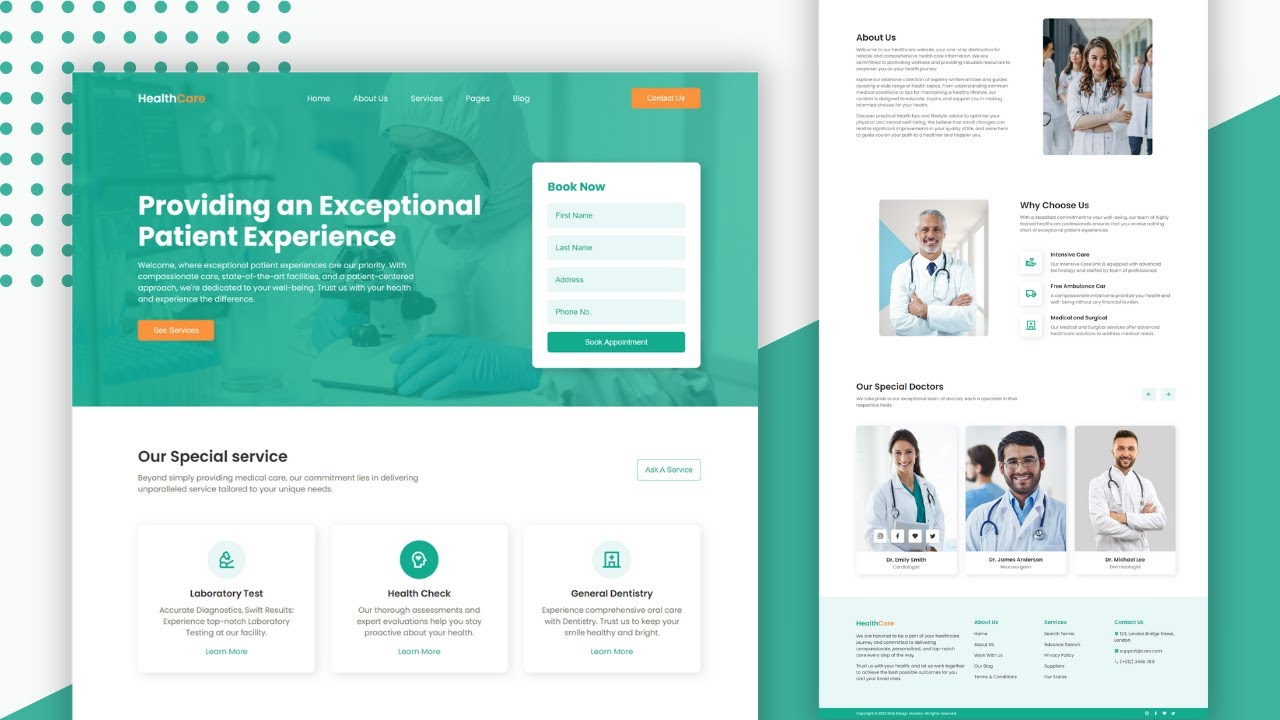 HealthCare
Home
About Us
Services
Pages
Blog
Contact Us
Providing an Exceptional
Patient Experience
Welcome, where exceptional patient experiences are our priority. With
compassionate care, state-of-the-art facilities, and a patient-centered
approach, we're dedicated to your well-being. Trust us with your health
and experience the difference.
See Services
Book Now
First Name
Last Name
Address
Phone No.
Book Appointment
Our Special service
Beyond simply providing medical care, our commitment lies in delivering
unparalleled service tailored to your unique needs.
Ask A Service
Laboratory Test
Accurate Diagnostics, Swift Results:
Experience top-notch Laboratory
Testing at our facility.
Learn More
Health Check
Our thorough assessments and
expert evaluations help you stay
proactive about your health.
Learn More
General Dentistry
Experience comprehensive oral care
with Dentistry. Trust us to keep your
smile healthy and bright.
Learn More
About Us
Welcome to our healthcare website, your one-stop destination for
reliable and comprehensive health care information. We are
committed to promoting wellness and providing valuable resources to
empower you on your health journey.
Explore our extensive collection of expertly written articles and guides
covering a wide range of health topics. From understanding common
medical conditions to tips for maintaining a healthy lifestyle, our
content is designed to educate, inspire, and support you in making
informed choices for your health.
Discover practical health tips and lifestyle advice to optimize your
physical and mental well-being. We believe that small changes can
lead to significant improvements in your quality of life, and we're here
to guide you on your path to a healthier and happier you.
Why Choose Us
With a steadfast commitment to your well-being, our team of highly
trained healthcare professionals ensures that you receive nothing
short of exceptional patient experiences.
Intensive Care
Our Intensive Care Unit is equipped with advanced
technology and staffed by team of professionals
Free Ambulance Car
A compassionate initiative to prioritize your health and
well-being without any financial burden.
Medical and Surgical
Our Medical and Surgical services offer advanced
healthcare solutions to address medical needs.
Our Special Doctors
We take pride in our exceptional team of doctors, each a specialist in their
respective fields.
Dr. Emily Smith
Cardiologist
Dr. James Anderson
Neurosurgeon
Dr. Michael Lee
Dermatologist
HealthCare
We are honored to be a part of your healthcare
journey and committed to delivering
compassionate, personalized, and top-notch
care every step of the way.
Trust us with your health, and let us work together
to achieve the best possible outcomes for you
and your loved ones.
About Us
Home
About Us
Work With Us
Our Blog
Terms & Conditions
Services
Search Terms
Advance Search
Privacy Policy
Suppliers
Our Stores
Contact Us
123, London Bridge Street,
London
support@care.com
(+012) 3456 789
Copyright © 2023 Web Design Mastery. All rights reserved.